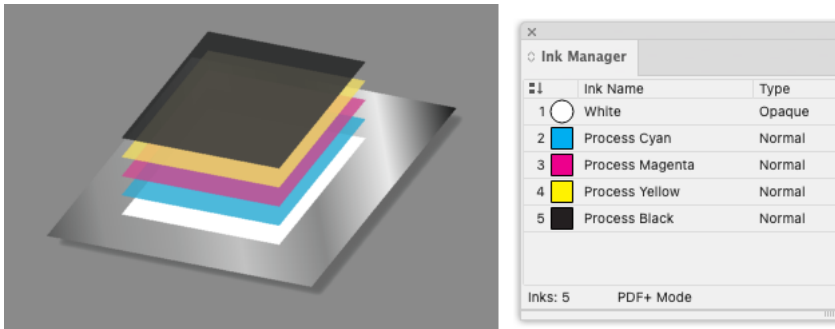 Ink Manager
Ink Name Type
1 White Opaque
2 Process Cyan Normal
3 Process Magenta Normal
4 Process Yellow Normal
5 Process Black Normal
Inks: 5 PDF+ Mode